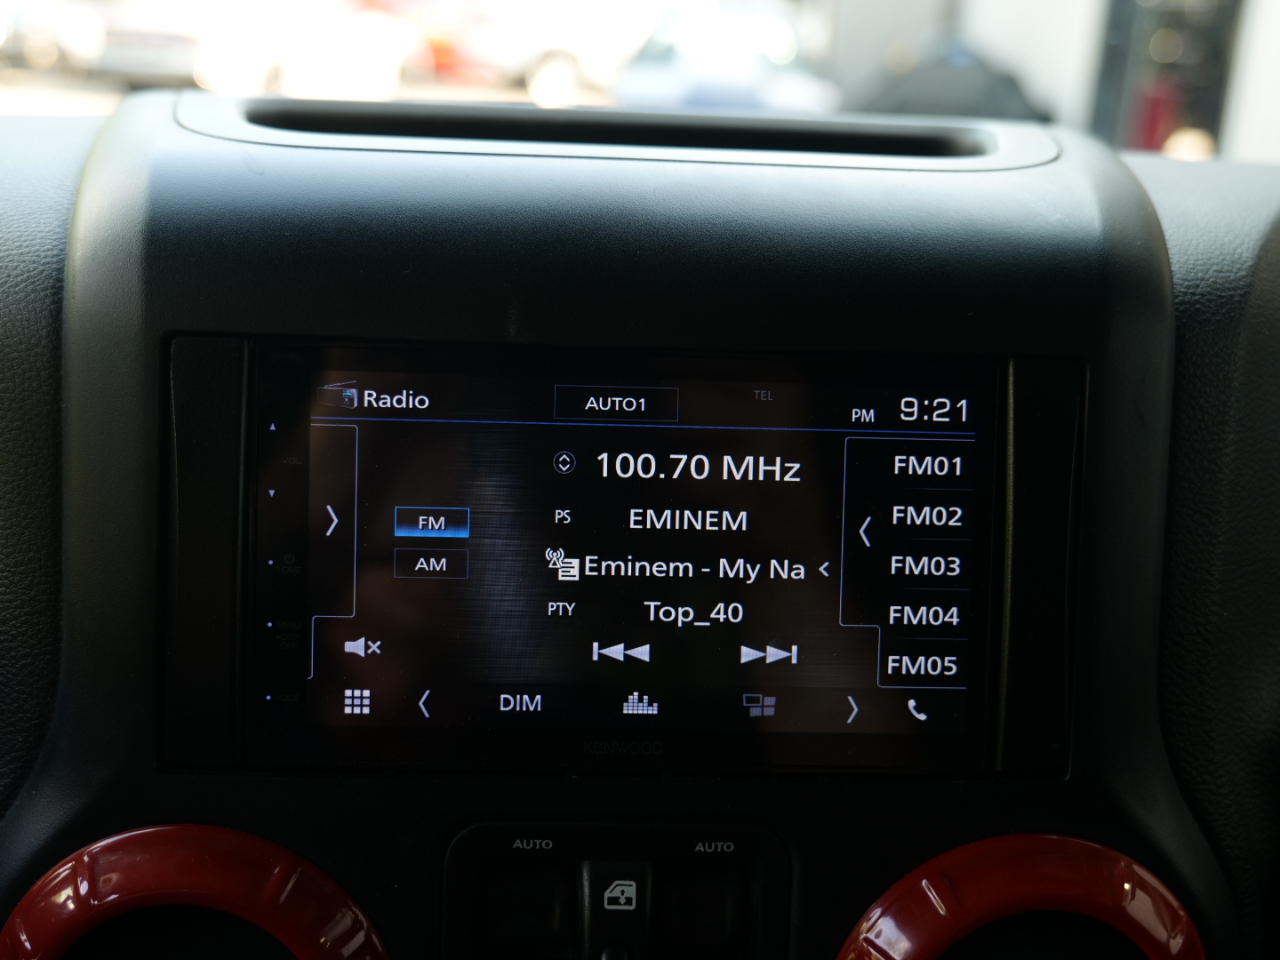 Radio
AUTO1
TEL
PM 9:21
100.70 MHz
FM01
PS EMINEM
FM02
FM
Eminem - My Na
FM03
AM
PTY Top_40
FM04
FM05
DIM
VOL
KENWOOD
AUTO AUTO